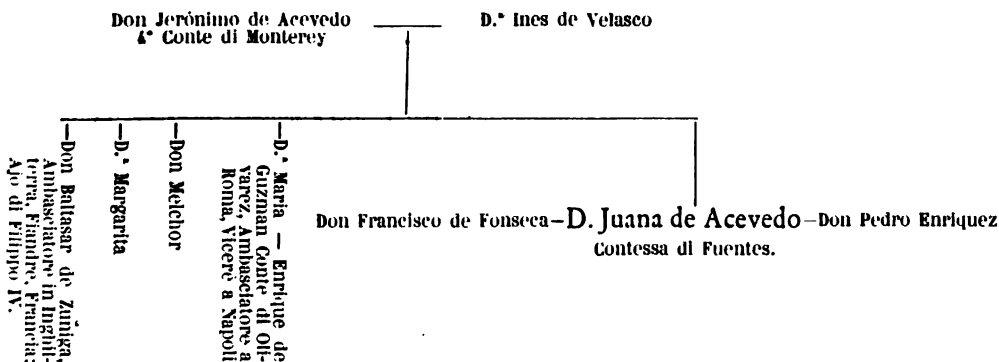 Don Jerónimo de Acevedo
D.ª Ines de Velasco
4° Conte di Monterey
—Don Baltasar de Zuñiga,
Ambasciatore in Inghil-
terra, Fiandre, Francia;
Ajo di Filippo IV.
—D.ª Margarita
—Don Melchor
—D.ª Maria — Enrique de
Guzman Conte di Oli-
varez, Ambasciatore a
Roma, Vicerè a Napoli
Don Francisco de Fonseca—D. Juana de Acevedo—Don Pedro Enriquez
Contessa di Fuentes.